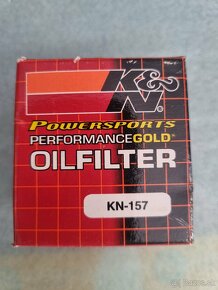 K&N
POWERSPORTS
PERFORMANCEGOLD®
OILFILTER
KN-157